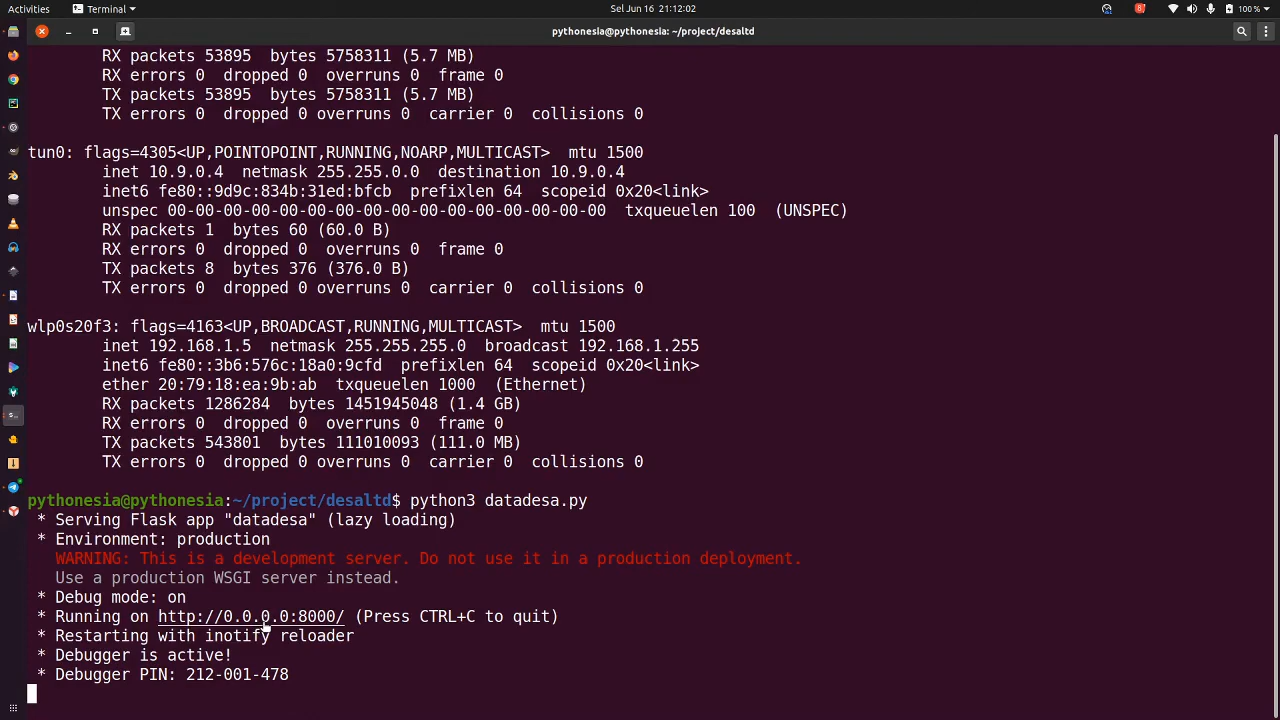 Activities
Terminal
Sel Jun 16 21:12:02
100 %
pythonesia@pythonesia: ~/project/desaltd
RX packets 53895  bytes 5758311 (5.7 MB)
RX errors 0  dropped 0  overruns 0  frame 0
TX packets 53895  bytes 5758311 (5.7 MB)
TX errors 0  dropped 0 overruns 0  carrier 0  collisions 0
tun0: flags=4305<UP,POINTOPOINT,RUNNING,NOARP,MULTICAST>  mtu 1500
inet 10.9.0.4  netmask 255.255.0.0  destination 10.9.0.4
inet6 fe80::9d9c:834b:31ed:bfcb  prefixlen 64  scopeid 0x20<link>
unspec 00-00-00-00-00-00-00-00-00-00-00-00-00-00-00-00  txqueuelen 100  (UNSPEC)
RX packets 1  bytes 60 (60.0 B)
RX errors 0  dropped 0  overruns 0  frame 0
TX packets 8  bytes 376 (376.0 B)
TX errors 0  dropped 0 overruns 0  carrier 0  collisions 0
wlp0s20f3: flags=4163<UP,BROADCAST,RUNNING,MULTICAST>  mtu 1500
inet 192.168.1.5  netmask 255.255.255.0  broadcast 192.168.1.255
inet6 fe80::3b6:576c:18a0:9cfd  prefixlen 64  scopeid 0x20<link>
ether 20:79:18:ea:9b:ab  txqueuelen 1000  (Ethernet)
RX packets 1286284  bytes 1451945048 (1.4 GB)
RX errors 0  dropped 0  overruns 0  frame 0
TX packets 543801  bytes 111010093 (111.0 MB)
TX errors 0  dropped 0 overruns 0  carrier 0  collisions 0
pythonesia@pythonesia:~/project/desaltd$ python3 datadesa.py
* Serving Flask app "datadesa" (lazy loading)
* Environment: production
WARNING: This is a development server. Do not use it in a production deployment.
Use a production WSGI server instead.
* Debug mode: on
* Running on http://0.0.0.0:8000/ (Press CTRL+C to quit)
* Restarting with inotify reloader
* Debugger is active!
* Debugger PIN: 212-001-478